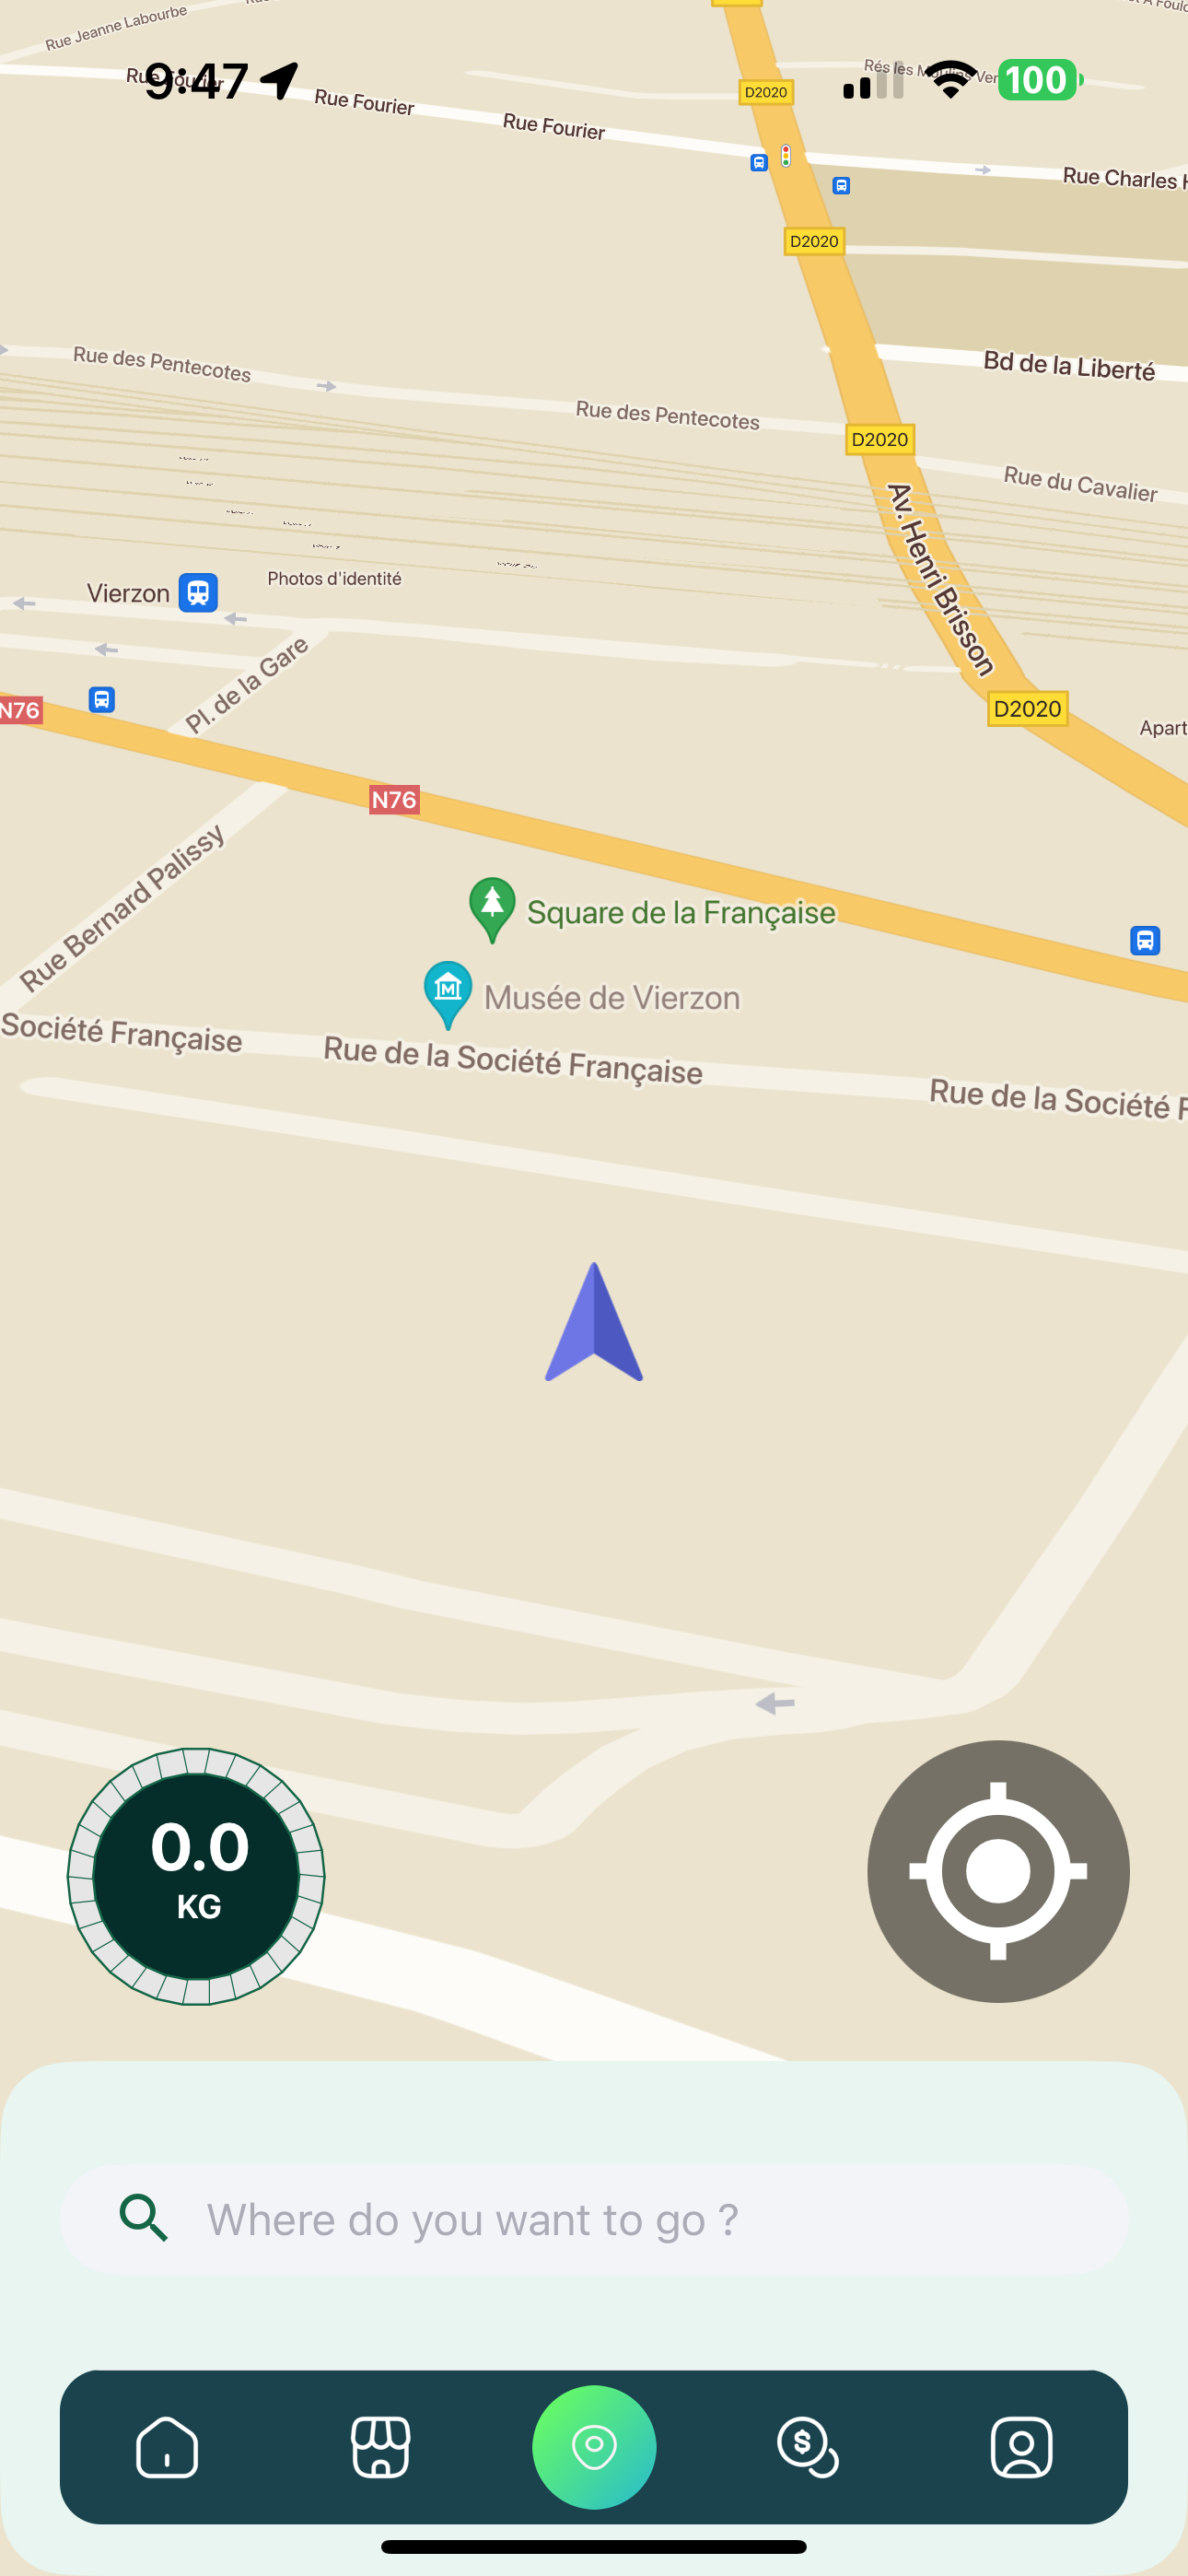 Rue Jeanne Labourbe
9:47
100
Rue Fourier
Rue Fourier
Rue Fourier
D2020
Rue Charles H
D2020
Bd de la Liberté
Rue des Pentecotes
Rue des Pentecotes
D2020
Rue du Cavalier
Av. Henri Brisson
Photos d'identité
Vierzon
Pl. de la Gare
N76
D2020
Apart
N76
Rue Bernard Palissy
Square de la Française
Musée de Vierzon
Société Française
Rue de la Société Française
Rue de la Société F
0.0
KG
Where do you want to go ?